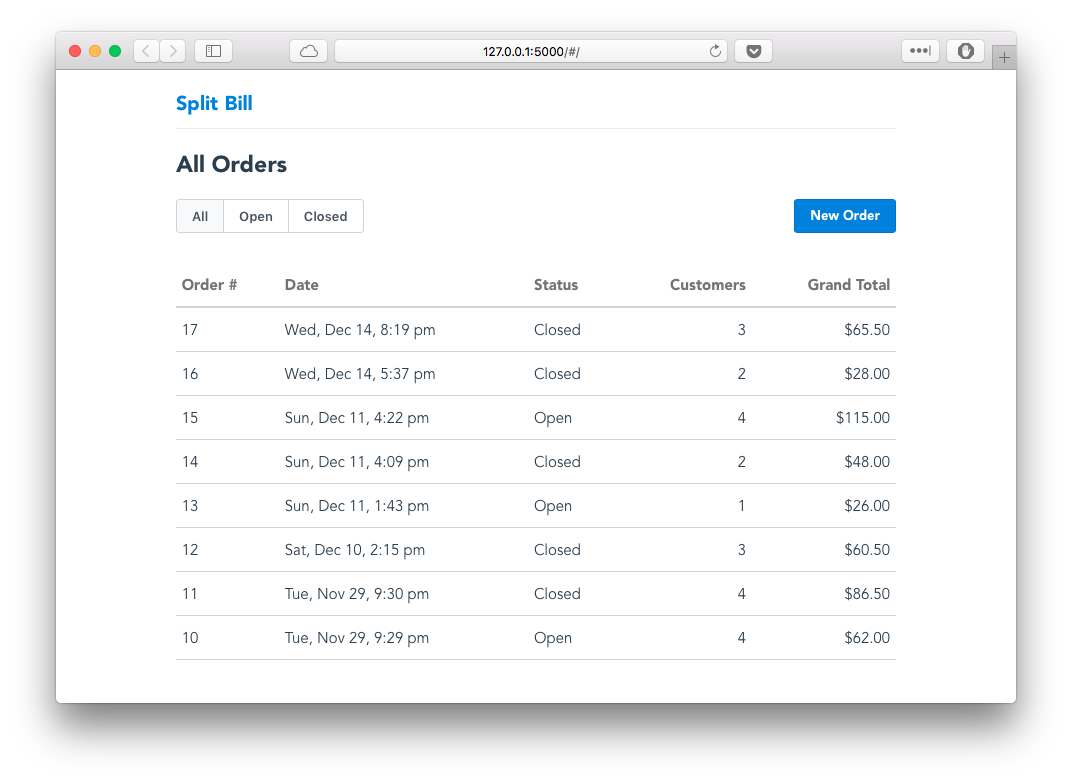 127.0.0.1:5000/#/
Split Bill
All Orders
All Open Closed New Order
Order # Date Status Customers Grand Total
17 Wed, Dec 14, 8:19 pm Closed 3 $65.50
16 Wed, Dec 14, 5:37 pm Closed 2 $28.00
15 Sun, Dec 11, 4:22 pm Open 4 $115.00
14 Sun, Dec 11, 4:09 pm Closed 2 $48.00
13 Sun, Dec 11, 1:43 pm Open 1 $26.00
12 Sat, Dec 10, 2:15 pm Closed 3 $60.50
11 Tue, Nov 29, 9:30 pm Closed 4 $86.50
10 Tue, Nov 29, 9:29 pm Open 4 $62.00